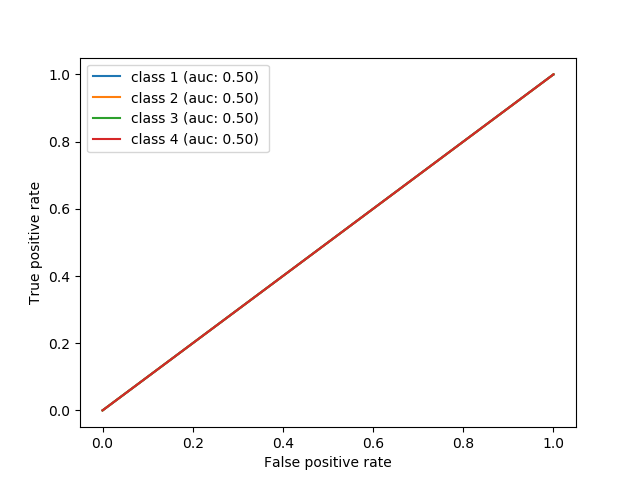 class 1 (auc: 0.50)
class 2 (auc: 0.50)
class 3 (auc: 0.50)
class 4 (auc: 0.50)
1.0
0.8
0.6
0.4
0.2
0.0
True positive rate
0.0 0.2 0.4 0.6 0.8 1.0
False positive rate